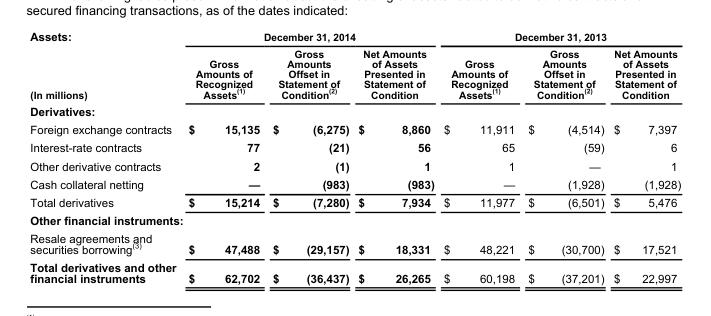 secured financing transactions, as of the dates indicated:
Assets: December 31, 2014 December 31, 2013
(In millions) Gross Amounts of Recognized Assets(1) Gross Amounts Offset in Statement of Condition(2) Net Amounts of Assets Presented in Statement of Condition Gross Amounts of Recognized Assets(1) Gross Amounts Offset in Statement of Condition(2) Net Amounts of Assets Presented in Statement of Condition
Derivatives:
Foreign exchange contracts $ 15,135 $ (6,275) $ 8,860 $ 11,911 $ (4,514) $ 7,397
Interest-rate contracts 77 (21) 56 65 (59) 6
Other derivative contracts 2 (1) 1 1 — 1
Cash collateral netting — (983) (983) — (1,928) (1,928)
Total derivatives $ 15,214 $ (7,280) $ 7,934 $ 11,977 $ (6,501) $ 5,476
Other financial instruments:
Resale agreements and
securities borrowing(3) $ 47,488 $ (29,157) $ 18,331 $ 48,221 $ (30,700) $ 17,521
Total derivatives and other
financial instruments $ 62,702 $ (36,437) $ 26,265 $ 60,198 $ (37,201) $ 22,997